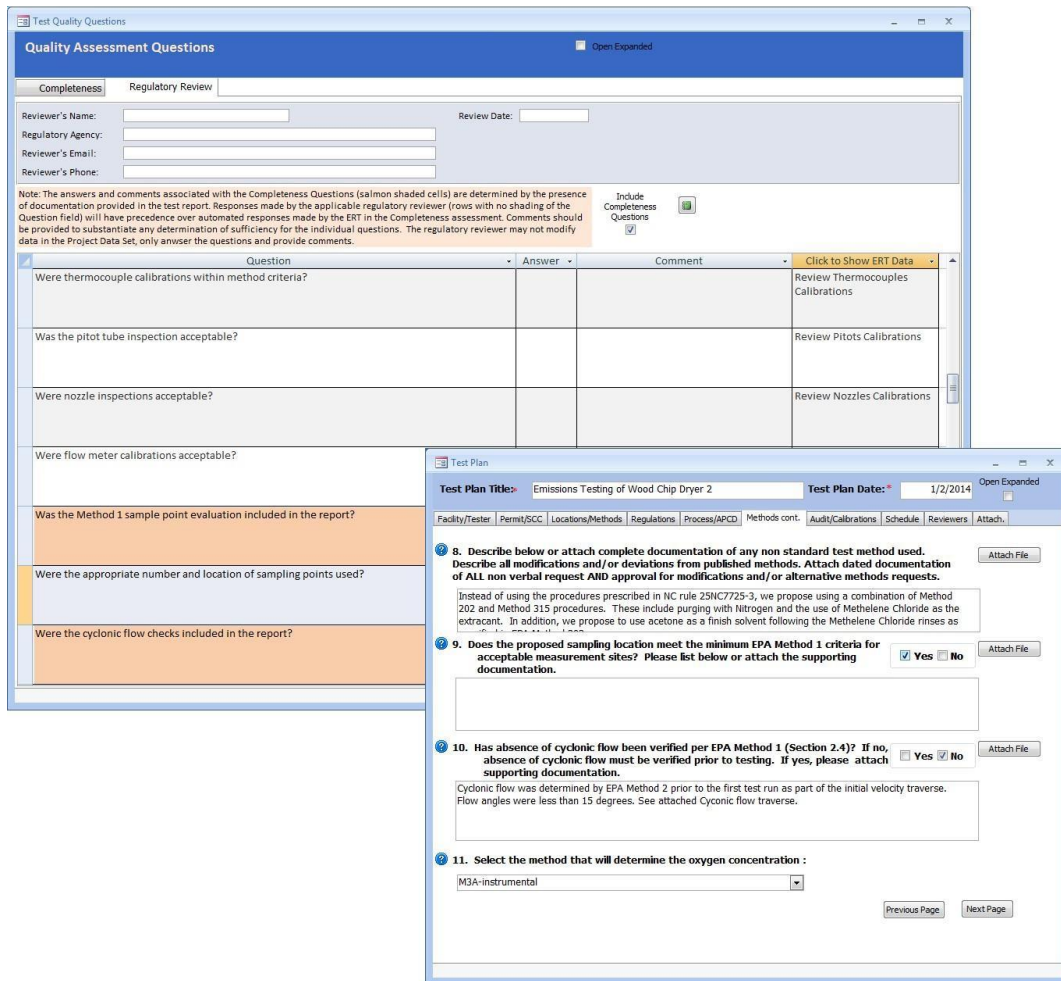 Test Quality Questions
Quality Assessment Questions
Open Expanded
Completeness
Regulatory Review
Reviewer's Name:
Review Date:
Regulatory Agency:
Reviewer's Email:
Reviewer's Phone:
Note: The answers and comments associated with the Completeness Questions (salmon shaded cells) are determined by the presence
of documentation provided in the test report. Responses made by the applicable regulatory reviewer (rows with no shading of the
Question field) will have precedence over automated responses made by the ERT in the Completeness assessment. Comments should
be provided to substantiate any determination of sufficiency for the individual questions. The regulatory reviewer may not modify
data in the Project Data Set, only anwser the questions and provide comments.
Include
Completeness
Questions
Question
Answer
Comment
Click to Show ERT Data
Were thermocouple calibrations within method criteria?
Review Thermocouples
Calibrations
Was the pitot tube inspection acceptable?
Review Pitots Calibrations
Were nozzle inspections acceptable?
Review Nozzles Calibrations
Were flow meter calibrations acceptable?
Was the Method 1 sample point evaluation included in the report?
Were the appropriate number and location of sampling points used?
Were the cyclonic flow checks included in the report?
Test Plan
Test Plan Title:*
Emissions Testing of Wood Chip Dryer 2
Test Plan Date: *
1/2/2014
Open Expanded
Facility/Tester
Permit/SCC
Locations/Methods
Regulations
Process/APCD
Methods cont.
Audit/Calibrations
Schedule
Reviewers
Attach.
8. Describe below or attach complete documentation of any non standard test method used.
Describe all modifications and/or deviations from published methods. Attach dated documentation
of ALL non verbal request AND approval for modifications and/or alternative methods requests.
Attach File
Instead of using the procedures prescribed in NC rule 25NC7725-3, we propose using a combination of Method
202 and Method 315 procedures. These include purging with Nitrogen and the use of Methelene Chloride as the
extracant. In addition, we propose to use acetone as a finish solvent following the Methelene Chloride rinses as
9. Does the proposed sampling location meet the minimum EPA Method 1 criteria for
acceptable measurement sites? Please list below or attach the supporting
documentation.
Yes No
Attach File
10. Has absence of cyclonic flow been verified per EPA Method 1 (Section 2.4)? If no,
absence of cyclonic flow must be verified prior to testing. If yes, please attach
supporting documentation.
Yes No
Attach File
Cyclonic flow was determined by EPA Method 2 prior to the first test run as part of the initial velocity traverse.
Flow angles were less than 15 degrees. See attached Cyconic flow traverse.
11. Select the method that will determine the oxygen concentration :
M3A-instrumental
Previous Page
Next Page